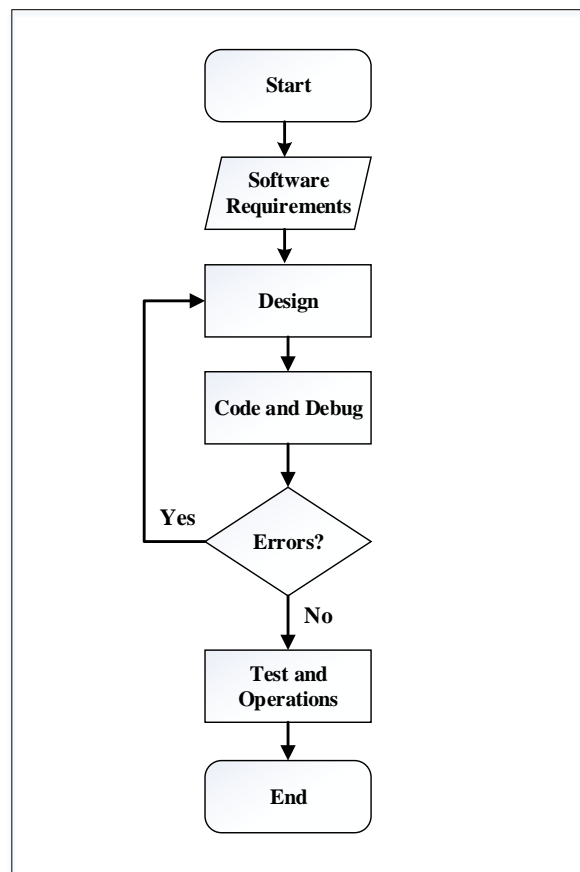 Start
Software
Requirements
Design
Code and Debug
Yes
Errors?
No
Test and
Operations
End